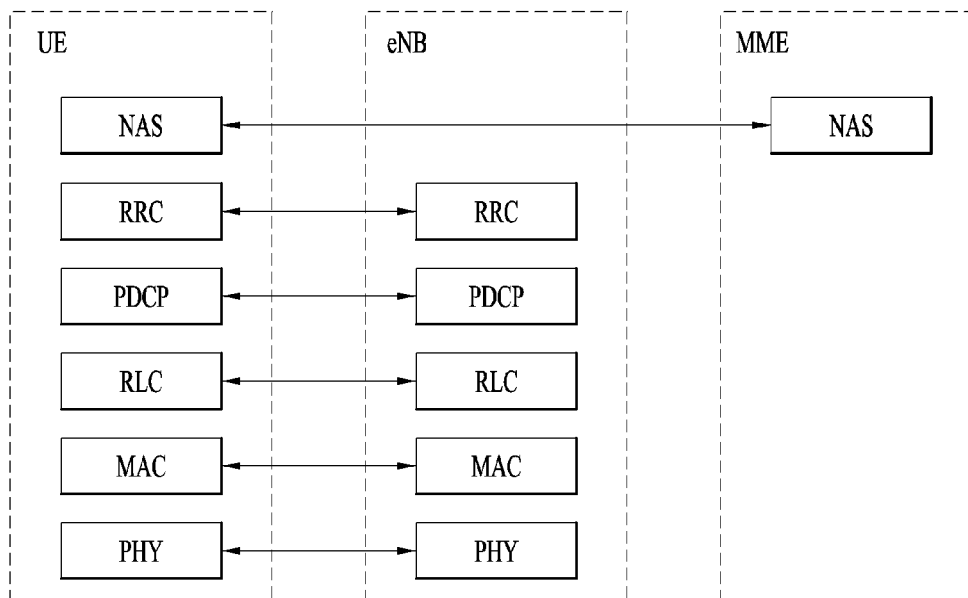 UE eNB MME
NAS NAS
RRC RRC
PDCP PDCP
RLC RLC
MAC MAC
PHY PHY